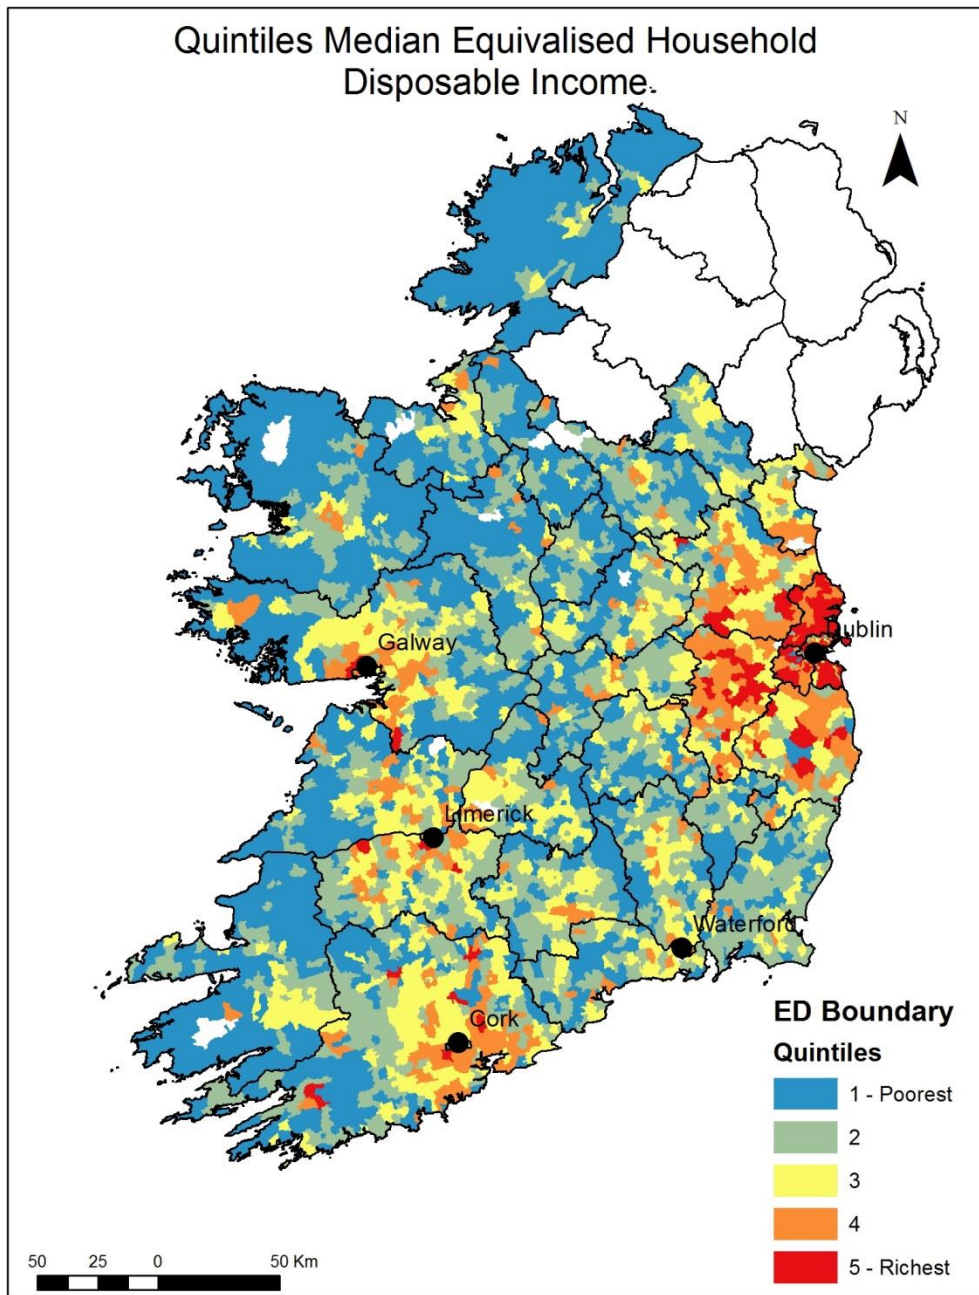 Quintiles Median Equivalised Household
Disposable Income
N
Dublin
Galway
Limerick
Waterford
Cork
ED Boundary
Quintiles
1 - Poorest
2
3
4
5 - Richest
50 25 0 50 Km